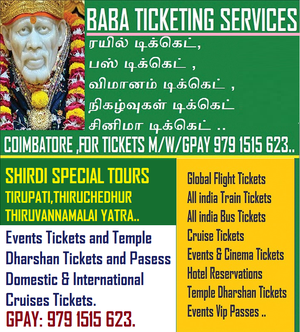 BABA TICKETING SERVICES
ரயில் டிக்கெட்,
பஸ் டிக்கெட் ,
விமானம் டிக்கெட் ,
நிகழ்வுகள் டிக்கெட்
சினிமா டிக்கெட் ..
COIMBATORE ,FOR TICKETS M/W/GPAY 979 1515 623..
SHIRDI SPECIAL TOURS
TIRUPATI,THIRUCHEDHUR
THIRUVANNAMALAI YATRA..
Events Tickets and Temple
Dharshan Tickets and Pasess
Domestic & International
Cruises Tickets.
GPAY: 979 1515 623.
Global Flight Tickets
All india Train Tickets
All india Bus Tickets
Cruise Tickets
Events & Cinema Tickets
Hotel Reservations
Temple Dharshan Tickets
Events Vip Passes ..